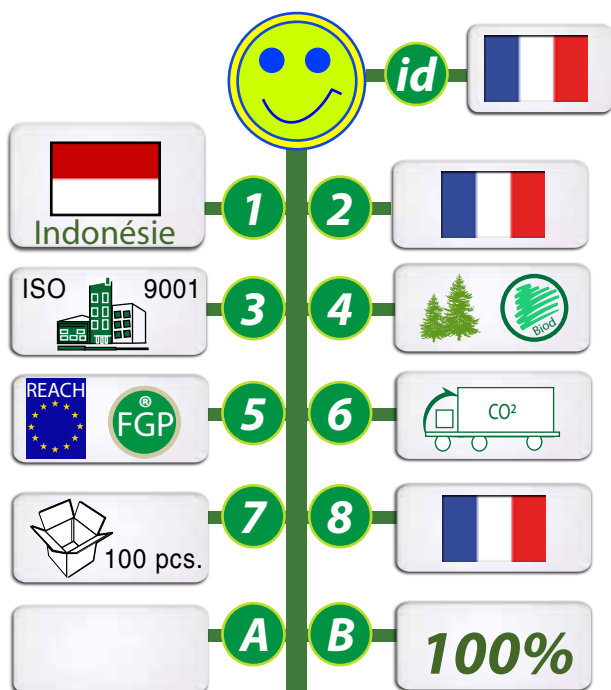 id
Indonésie
1
2
ISO 9001
3
4
Biod
REACH
FGP®
5
6
CO²
7
100 pcs.
8
A
B
100%